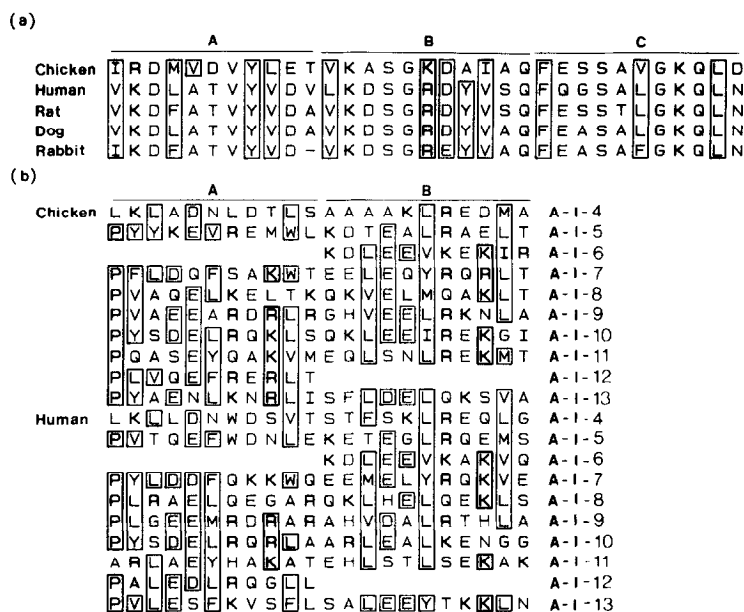 (a)
A B C
Chicken I R D M V D V Y L E T V K A S G K D A I A Q F E S S A V G K Q L D
Human V K D L A T V Y V D V L K D S G R D Y V S Q F Q G S A L G K Q L N
Rat V K D F A T V Y V D A V K D S G R D Y V S Q F E S S T L G K Q L N
Dog V K D L A T V Y V D A V K D S G R D Y V A Q F E A S A L G K Q L N
Rabbit I K D F A T V Y V D - V K D S G R E Y V A Q F E A S A F G K Q L N
(b)
A B
Chicken L K L A D N L D T L S A A A A K L R E D M A A-I-4
P Y Y K E V R E M W L K D T E A L R A E L T A-I-5
K D L E E V K E K I R A-I-6
P F L D Q F S A K W T E E L E Q Y R Q R L T A-I-7
P V A Q E L K E L T K Q K V E L M Q A K L T A-I-8
P V A E E A R D R L R G H V E E L R K N L A A-I-9
P Y S D E L R Q K L S Q K L E E I R E K G I A-I-10
P Q A S E Y Q A K V M E Q L S N L R E K M T A-I-11
P L V Q E F R E R L T A-I-12
P Y A E N L K N R L I S F L D E L Q K S V A A-I-13
Human L K L L D N W D S V T S T F S K L R E Q L G A-I-4
P V T Q E F W D N L E K E T E G L R Q E M S A-I-5
K D L E E V K A K V Q A-I-6
P Y L D D F Q K K W Q E E M E L Y R Q K V E A-I-7
P L R A E L Q E G A R Q K L H E L Q E K L S A-I-8
P L G E E M R D R A R A H V D A L R T H L A A-I-9
P Y S D E L R Q R L A A R L E A L K E N G G A-I-10
A R L A E Y H A K A T E H L S T L S E K A K A-I-11
P A L E D L R Q G L L A-I-12
P V L E S F K V S F L S A L E E Y T K K L N A-I-13